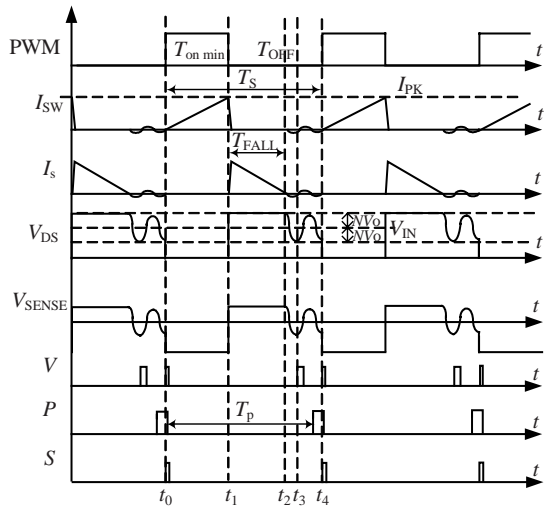 PWM
T_on min
T_OFF
t
T_S
I_SW
I_PK
t
T_FALL
I_s
t
V_DS
NVo
NVo
V_IN
t
V_SENSE
t
V
t
P
T_p
t
S
t
t_0
t_1
t_2
t_3
t_4